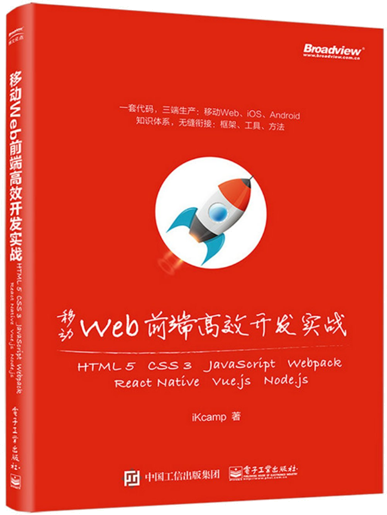 Broadview®
www.broadview.com.cn
一套代码，三端生产：移动Web、iOS、Android
知识体系，无缝衔接：框架、工具、方法
移动Web前端高效开发实战
HTML 5 CSS 3 JavaScript Webpack
React Native Vue.js Node.js
iKcamp 著
中国工信出版集团
电子工业出版社
移动Web前端高效开发实战
HTML 5 CSS 3 JavaScript Webpack
React Native Vue.js Node.js
电子工业出版社